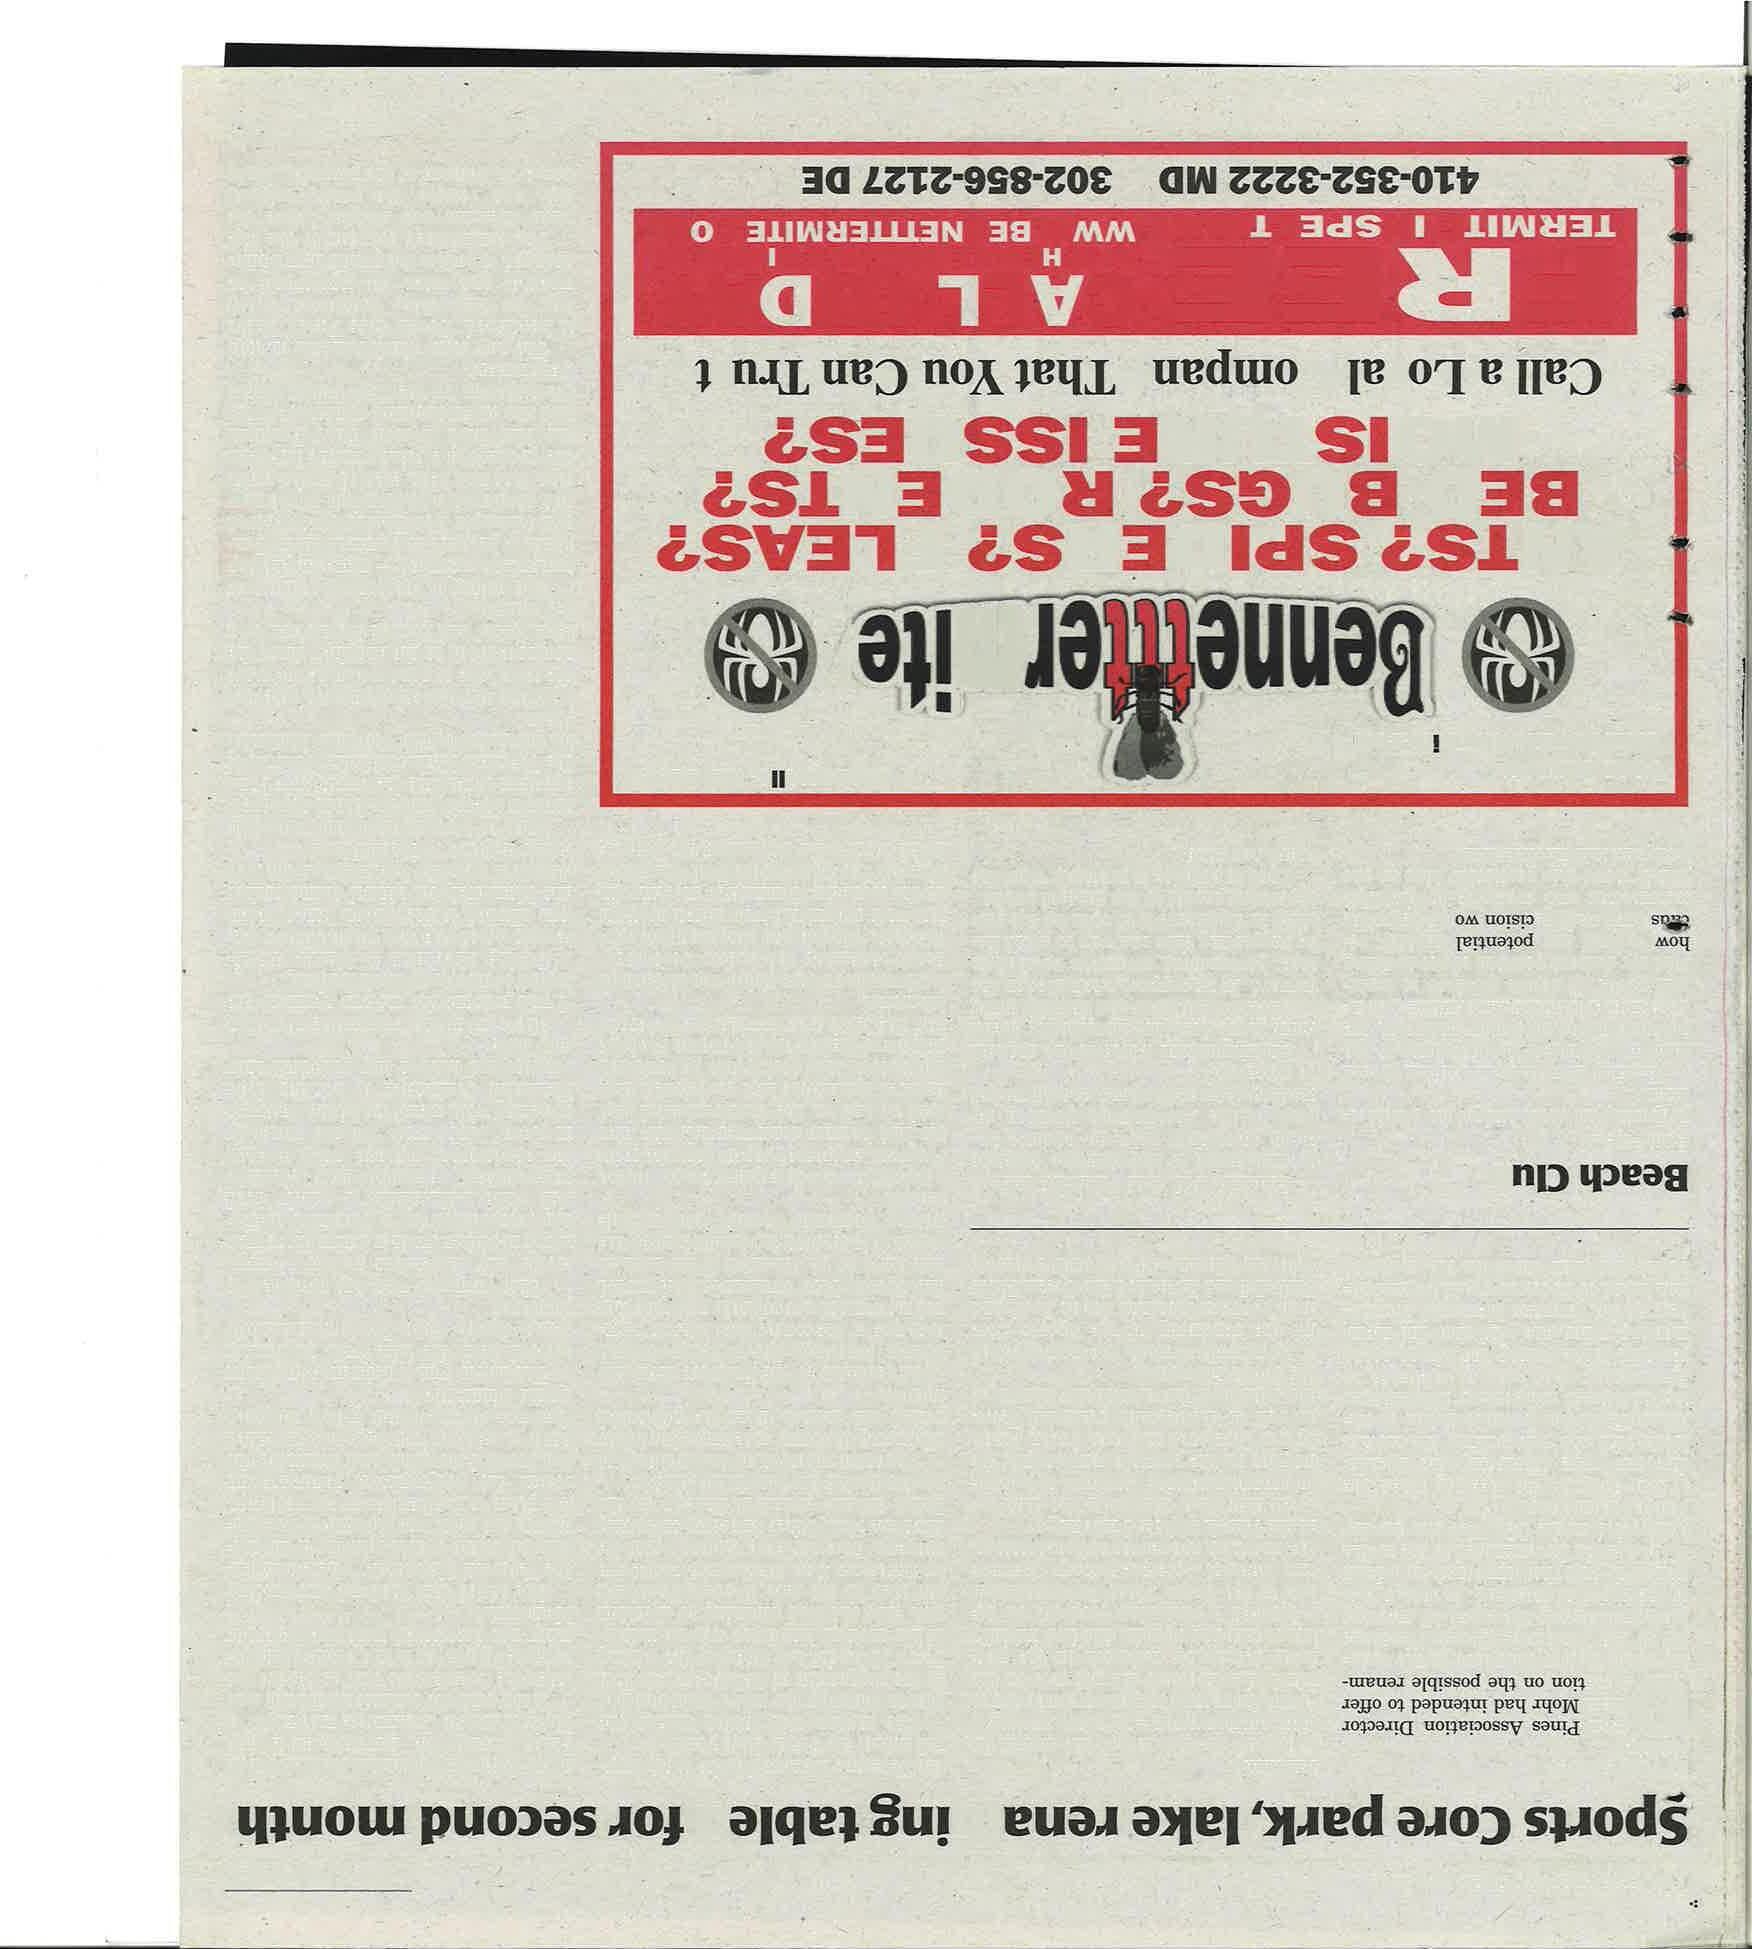 Sports Core park, lake rena ing table for second month
Pines Association Director
Mohr had intended to offer
tion on the possible renam-
Beach Clu
how
potential
cision wo
ll
i
Bennettter ite
TS? SPI E S? LEAS?
BE B GS? R E TS?
IS E ISS ES?
Call a Lo al ompan That You Can Tru t
R A L D
H I
TERMIT I SPE T WW BE NETTTERMITE O
410-352-3222 MD 302-856-2127 DE